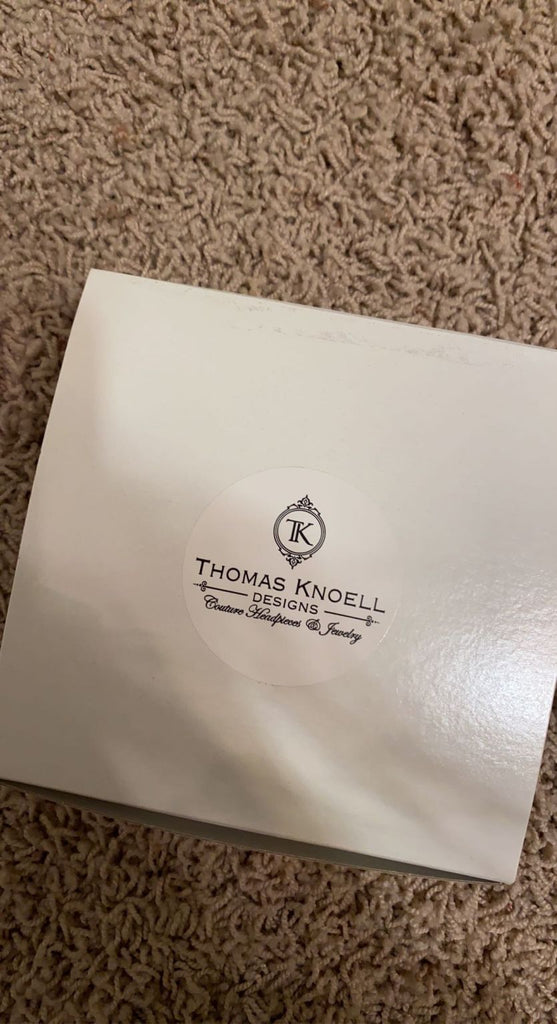 TK
THOMAS KNOELL
DESIGNS
Couture Headpieces & Jewelry